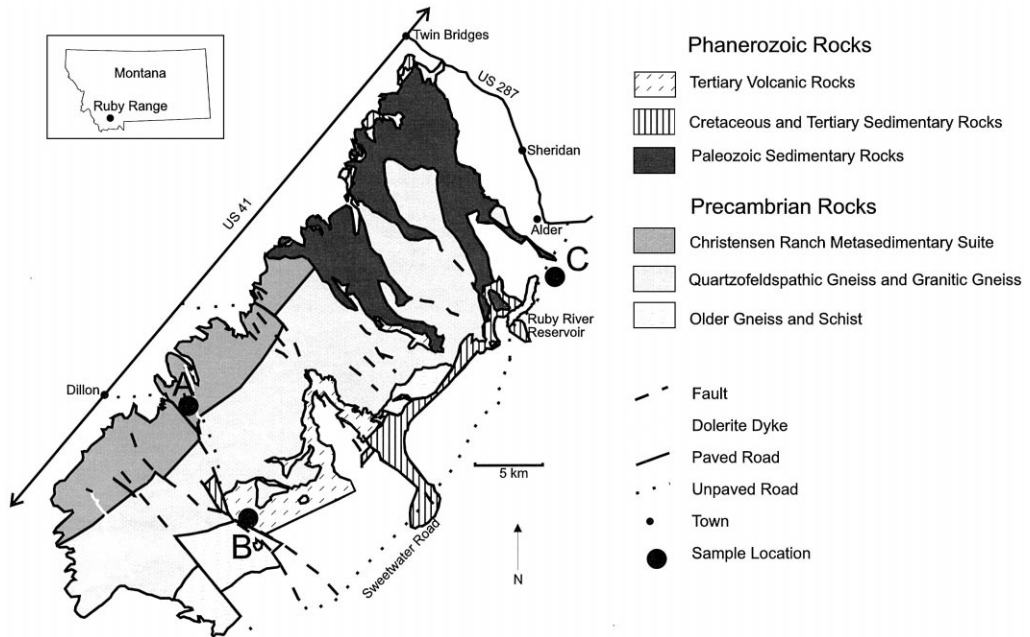 Montana
Ruby Range
Twin Bridges
US 287
Sheridan
US 41
Alder
C
Ruby River
Reservoir
Dillon
A
B
5 km
Sweetwater Road
N
Phanerozoic Rocks
Tertiary Volcanic Rocks
Cretaceous and Tertiary Sedimentary Rocks
Paleozoic Sedimentary Rocks
Precambrian Rocks
Christensen Ranch Metasedimentary Suite
Quartzofeldspathic Gneiss and Granitic Gneiss
Older Gneiss and Schist
Fault
Dolerite Dyke
Paved Road
Unpaved Road
Town
Sample Location